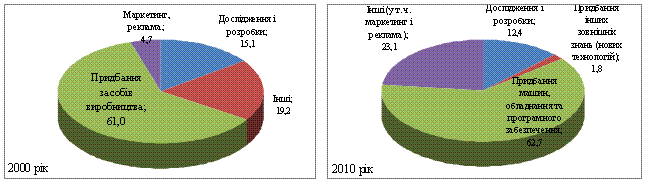 Маркетинг,
реклама;
4,7
Дослідження і
розробки;
15,1
Придбання
засобів
виробництва;
61,0
Інші;
19,2
2000 рік
Інші(у т.ч.
маркетинг і
реклама);
23,1
Дослідження і
розробки;
12,4
Придбання
інших
зовнішніх
знань (нових
технологій);
1,8
Придбання
машин,
обладнання та
програмного
забезпечення;
62,7
2010 рік